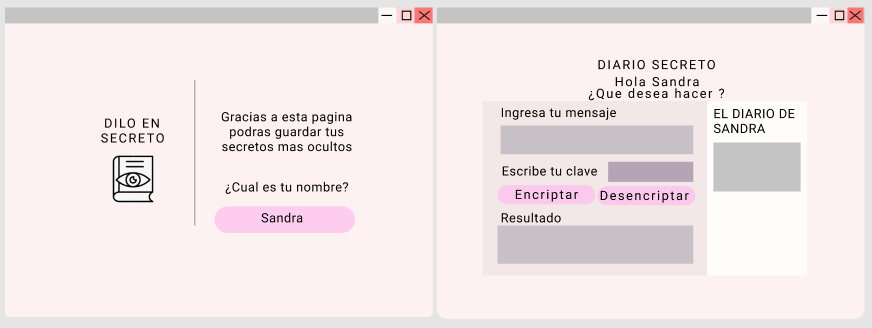 DILO EN
SECRETO
Gracias a esta pagina
podras guardar tus
secretos mas ocultos
¿Cual es tu nombre?
Sandra
DIARIO SECRETO
Hola Sandra
¿Que desea hacer ?
Ingresa tu mensaje
Escribe tu clave
Encriptar
Desencriptar
Resultado
EL DIARIO DE
SANDRA